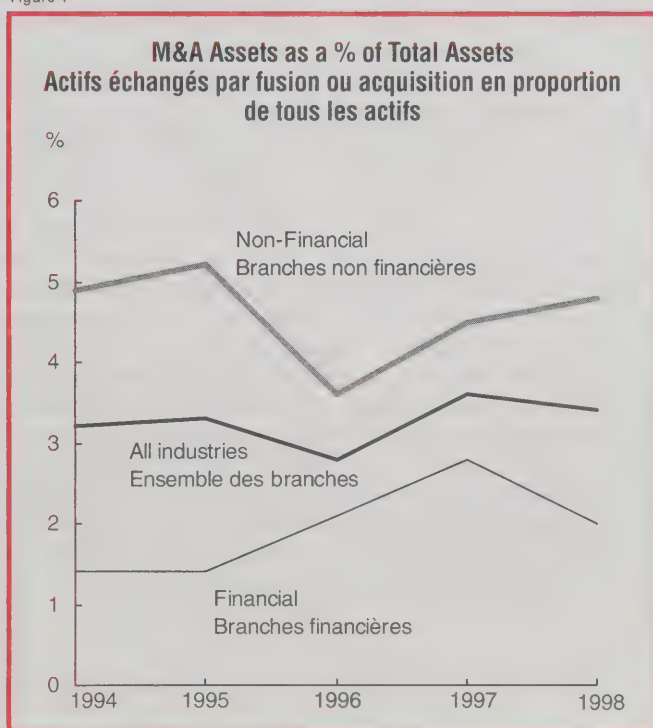 M&A Assets as a % of Total Assets
Actifs échangés par fusion ou acquisition en proportion
de tous les actifs
%
6
Non-Financial
Branches non financières
5
4
3
All industries
Ensemble des branches
2
1
Financial
Branches financières
0
1994 1995 1996 1997 1998